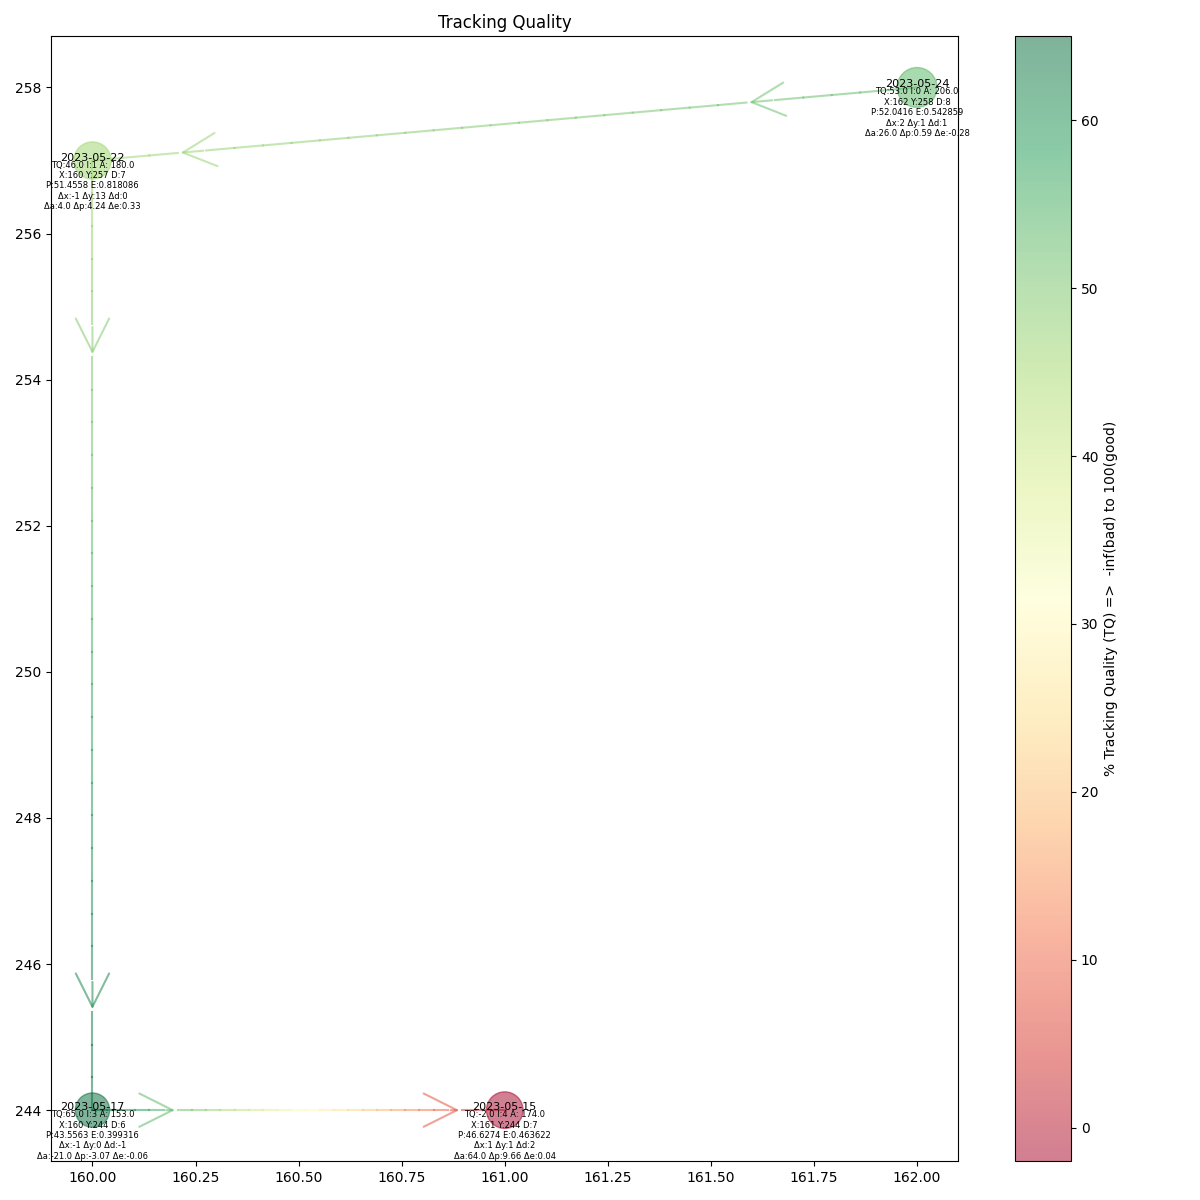 Tracking Quality
258
256
254
252
250
248
246
244
2023-05-24
TQ:53.0 I:0 A: 206.0
X:162 Y:258 D:8
P:52.0416 E:0.542859
Δx:2 Δy:1 Δd:1
Δa:26.0 Δp:0.59 Δe:-0.28
2023-05-22
TQ:46.0 I:1 A: 180.0
X:160 Y:257 D:7
P:51.4558 E:0.818086
Δx:-1 Δy:13 Δd:0
Δa:4.0 Δp:4.24 Δe:0.33
2023-05-17
TQ:65.0 I:3 A: 153.0
X:160 Y:244 D:6
P:43.5563 E:0.399316
Δx:-1 Δy:0 Δd:-1
Δa:-21.0 Δp:-3.07 Δe:-0.06
2023-05-15
TQ:-2.0 I:4 A: 174.0
X:161 Y:244 D:7
P:46.6274 E:0.463622
Δx:1 Δy:1 Δd:2
Δa:64.0 Δp:9.66 Δe:0.04
160.00 160.25 160.50 160.75 161.00 161.25 161.50 161.75 162.00
60
50
40
30
20
10
0
% Tracking Quality (TQ) => -inf(bad) to 100(good)